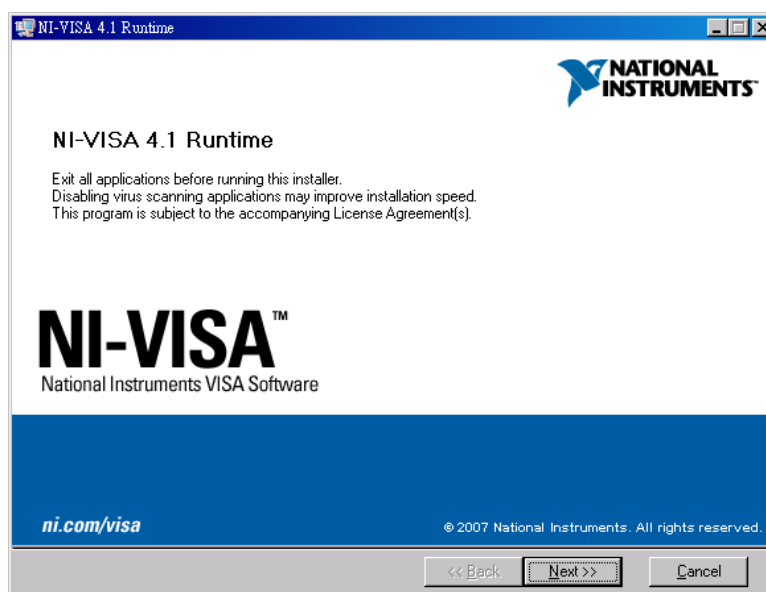 NI-VISA 4.1 Runtime
NATIONAL
INSTRUMENTS™
NI-VISA 4.1 Runtime
Exit all applications before running this installer.
Disabling virus scanning applications may improve installation speed.
This program is subject to the accompanying License Agreement(s).
NI-VISA™
National Instruments VISA Software
ni.com/visa
© 2007 National Instruments. All rights reserved.
<< Back
Next >>
Cancel